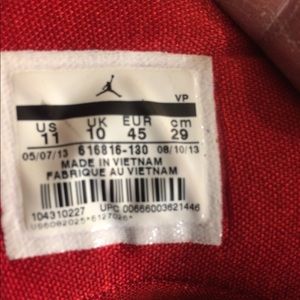 VP
US UK EUR cm
11 10 45 29
05/07/13 616816-130 08/10/13
MADE IN VIETNAM
FABRIQUE AU VIETNAM
104310227 UPC 00666003621446